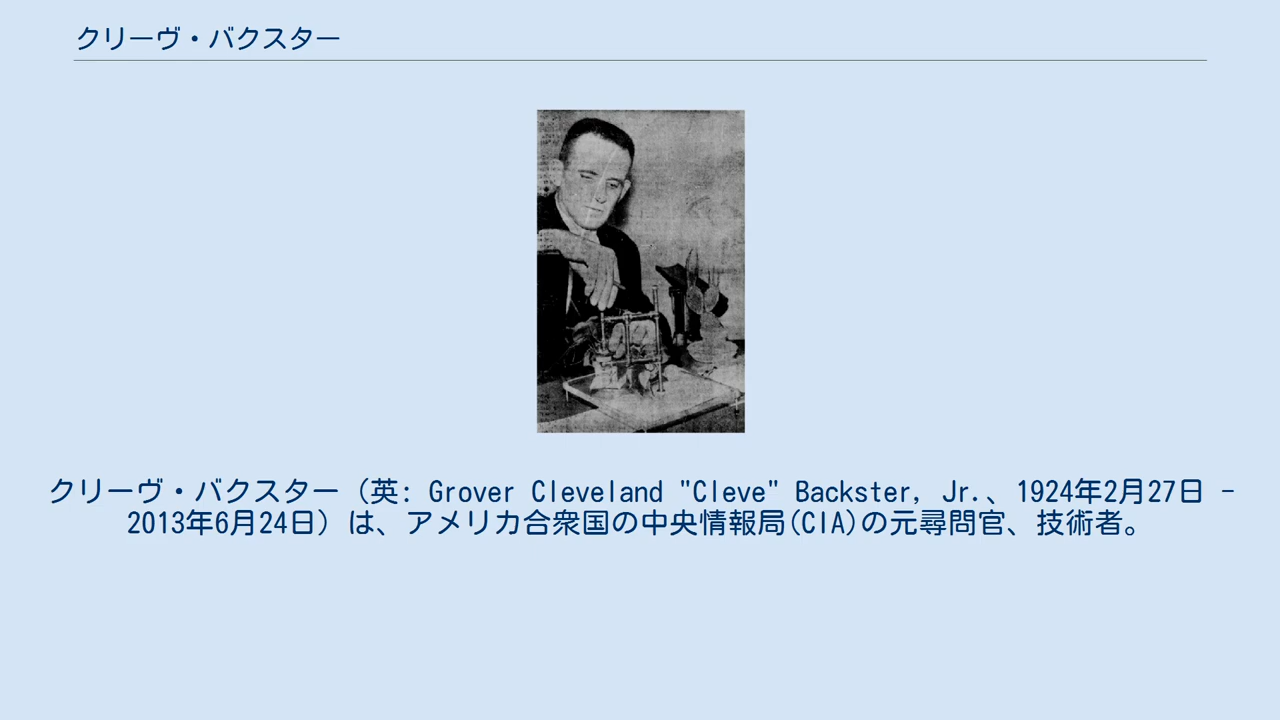 クリーヴ・バクスター
クリーヴ・バクスター（英: Grover Cleveland "Cleve" Backster, Jr.、1924年2月27日 -
2013年6月24日）は、アメリカ合衆国の中央情報局(CIA)の元尋問官、技術者。